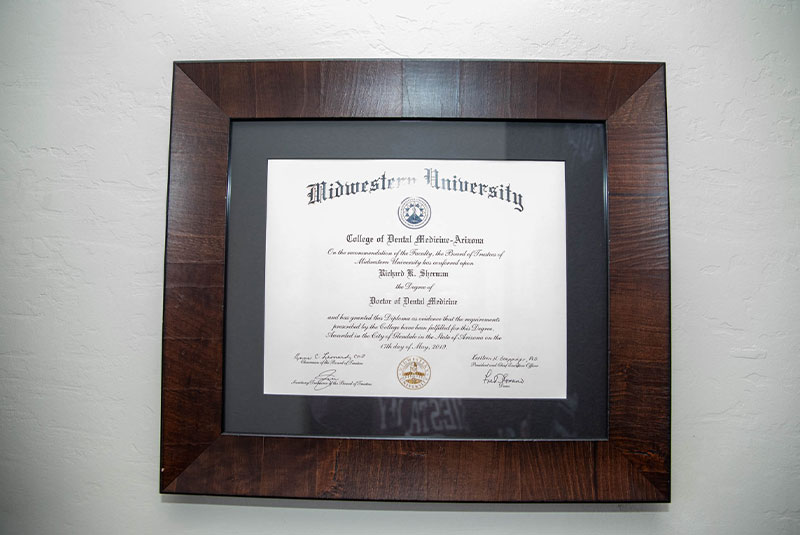 Midwestern University
College of Dental Medicine-Arizona
On the recommendation of the Faculty, the Board of Trustees of
Midwestern University has conferred upon
Richard K. Sherman
the Degree of
Doctor of Dental Medicine
and has granted this Diploma as evidence that the requirements
prescribed by the College have been fulfilled for this Degree.
Awarded in the City of Glendale in the State of Arizona on the
17th day of May, 2019
Chairman of the Board of Trustees
President and Chief Executive Officer
Secretary/Treasurer of the Board of Trustees
Dean